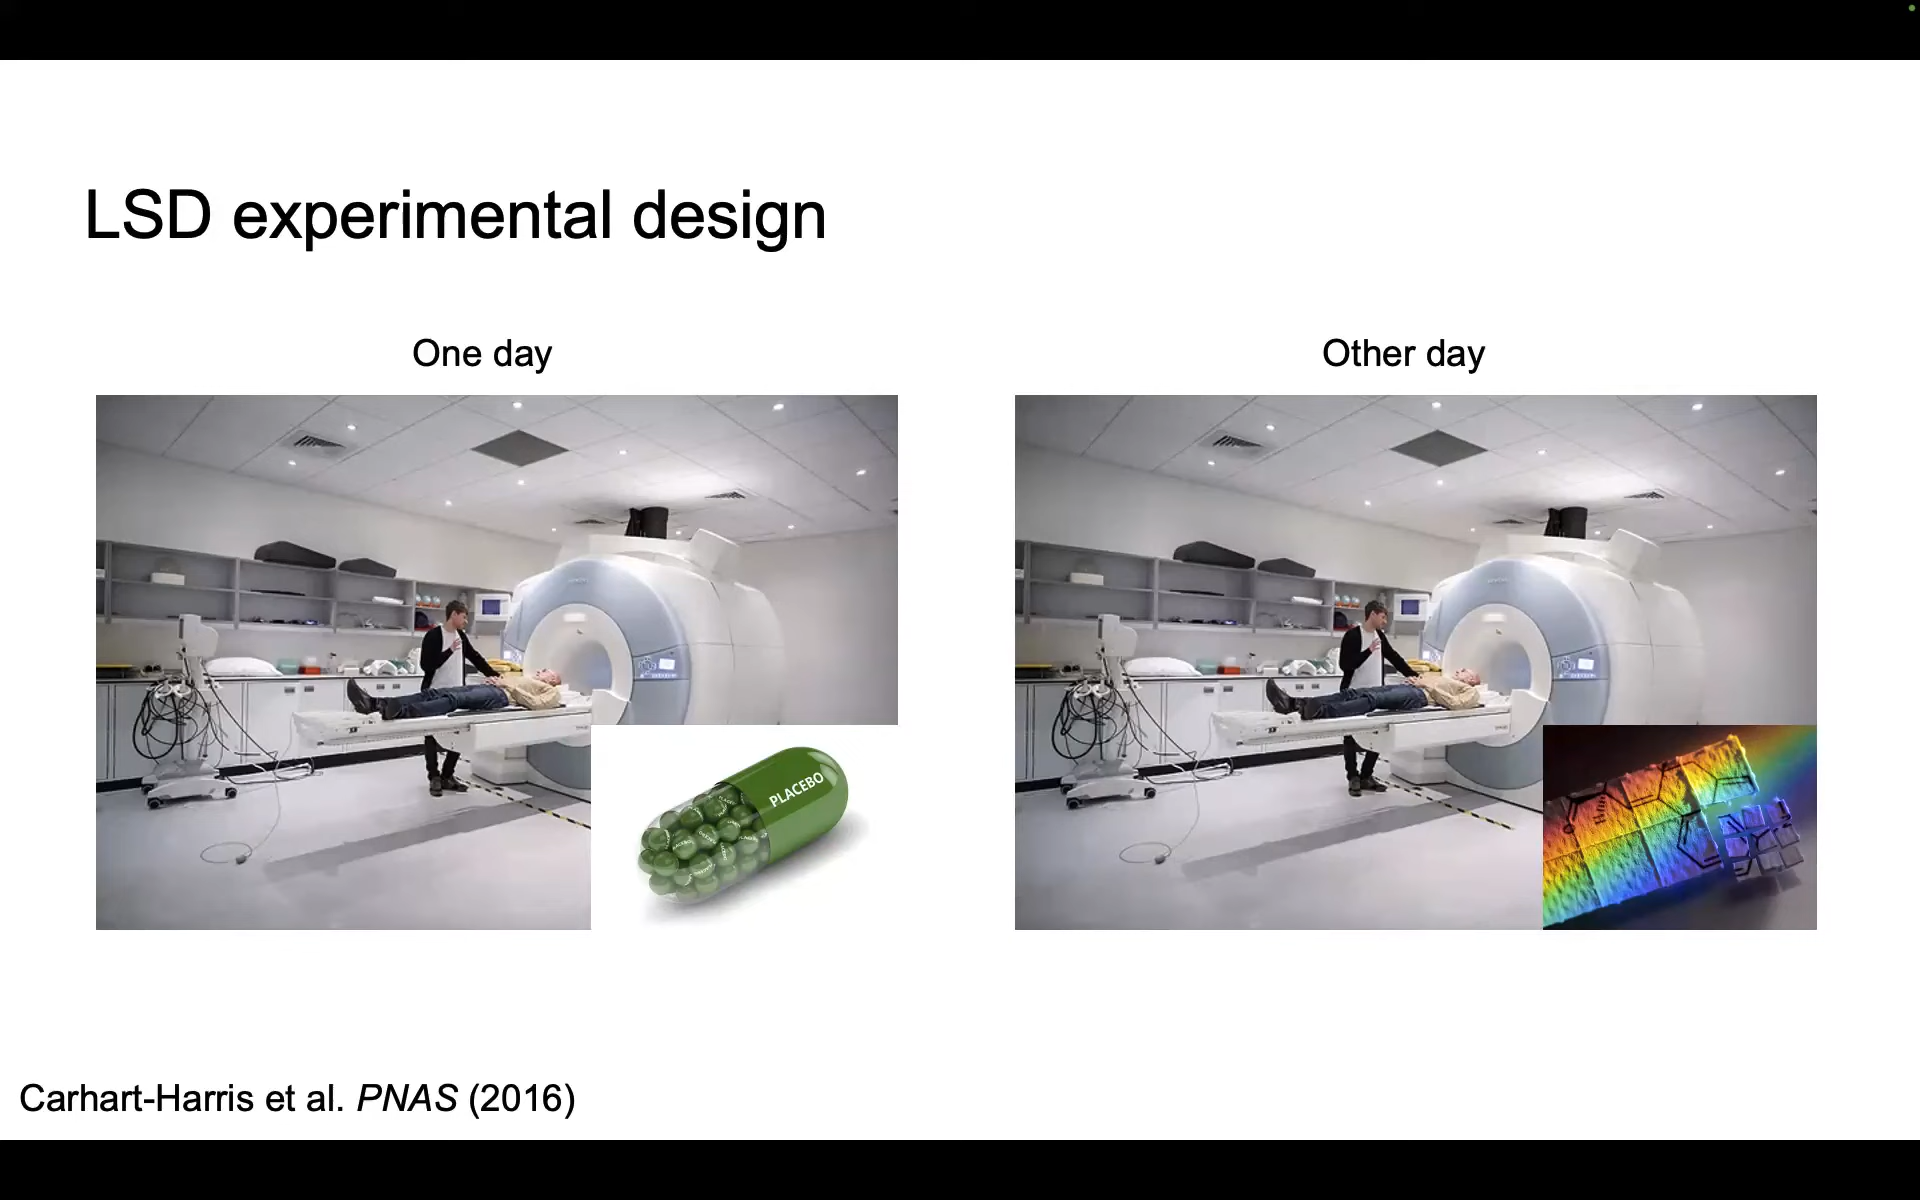 LSD experimental design
One day
Other day
PLACEBO
Carhart-Harris et al. PNAS (2016)